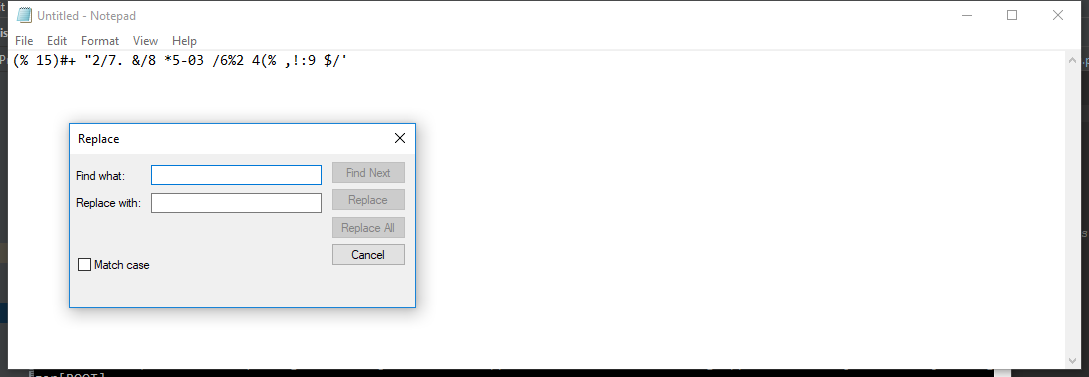 Untitled - Notepad
File Edit Format View Help
(% 15)#+ "2/7. &/8 *5-03 /6%2 4(% ,!:9 $/'
Replace
Find what:
Find Next
Replace with:
Replace
Replace All
Cancel
Match case